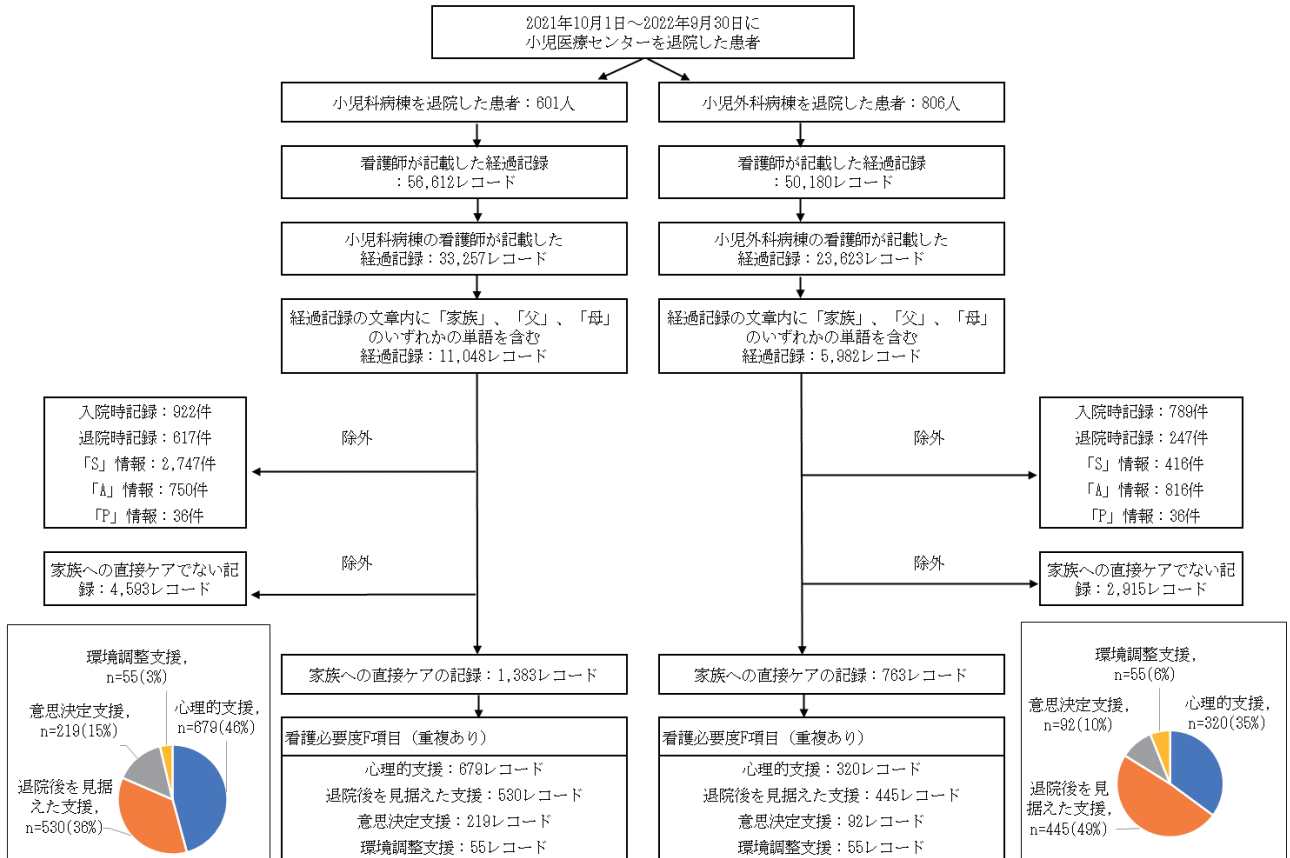 2021年10月1日～2022年9月30日に
小児医療センターを退院した患者
小児科病棟を退院した患者：601人
小児外科病棟を退院した患者：806人
看護師が記載した経過記録
：56,612レコード
看護師が記載した経過記録
：50,180レコード
小児科病棟の看護師が記載した
経過記録：33,257レコード
小児外科病棟の看護師が記載した
経過記録：23,623レコード
経過記録の文章内に「家族」、「父」、「母」
のいずれかの単語を含む
経過記録：11,048レコード
経過記録の文章内に「家族」、「父」、「母」
のいずれかの単語を含む
経過記録：5,982レコード
入院時記録：922件
退院時記録：617件
「S」情報：2,747件
「A」情報：750件
「P」情報：36件
除外
除外
入院時記録：789件
退院時記録：247件
「S」情報：416件
「A」情報：816件
「P」情報：36件
家族への直接ケアでない記
録：4,593レコード
除外
除外
家族への直接ケアでない記
録：2,915レコード
家族への直接ケアの記録：1,383レコード
家族への直接ケアの記録：763レコード
看護必要度F項目（重複あり）
心理的支援：679レコード
退院後を見据えた支援：530レコード
意思決定支援：219レコード
環境調整支援：55レコード
看護必要度F項目（重複あり）
心理的支援：320レコード
退院後を見据えた支援：445レコード
意思決定支援：92レコード
環境調整支援：55レコード
環境調整支援,
n=55(3%)
心理的支援,
n=679(46%)
意思決定支援,
n=219(15%)
退院後を見据
えた支援,
n=530(36%)
環境調整支援,
n=55(6%)
心理的支援,
n=320(35%)
意思決定支援,
n=92(10%)
退院後を見
据えた支援,
n=445(49%)